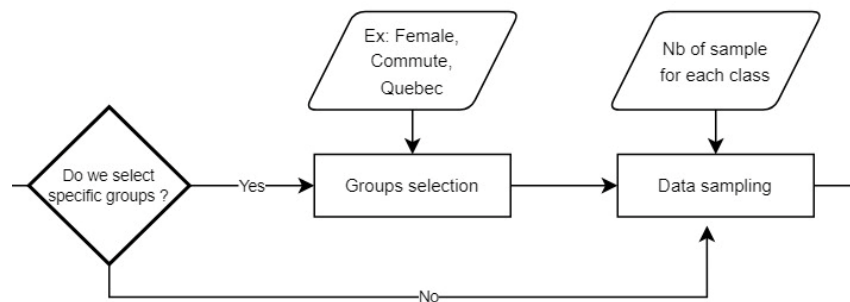 Ex: Female,
Commute,
Quebec
Nb of sample
for each class
Do we select
specific groups ?
Yes
Groups selection
Data sampling
No